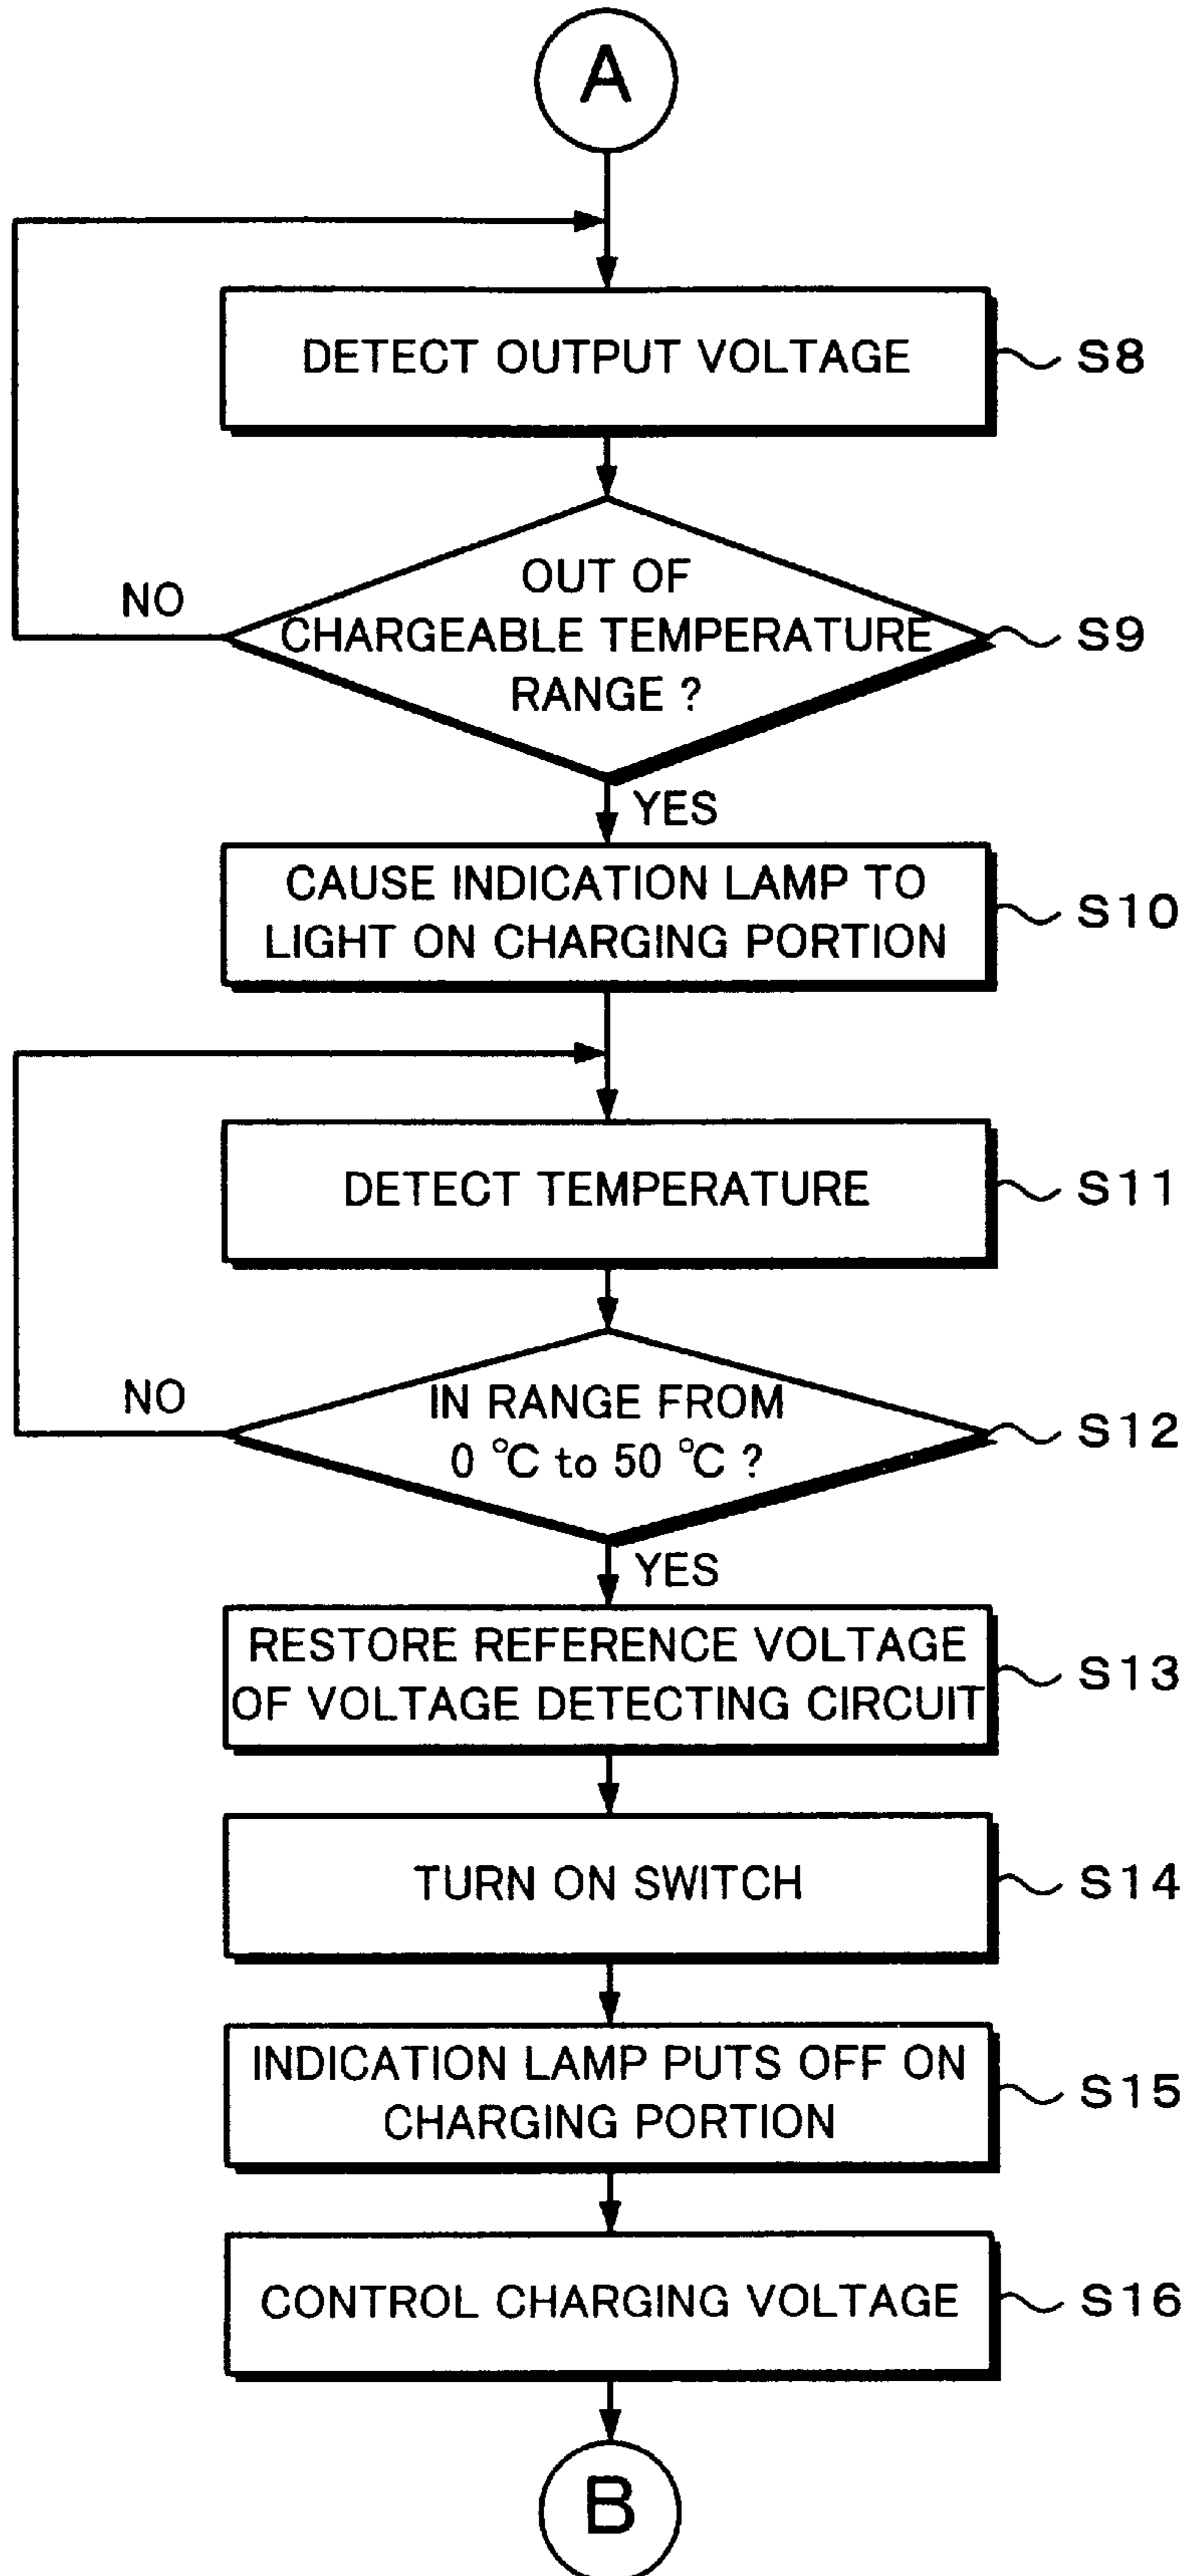 A
DETECT OUTPUT VOLTAGE
S8
OUT OF
CHARGEABLE TEMPERATURE
RANGE ?
S9
NO
YES
CAUSE INDICATION LAMP TO
LIGHT ON CHARGING PORTION
S10
DETECT TEMPERATURE
S11
IN RANGE FROM
0 °C to 50 °C ?
S12
NO
YES
RESTORE REFERENCE VOLTAGE
OF VOLTAGE DETECTING CIRCUIT
S13
TURN ON SWITCH
S14
INDICATION LAMP PUTS OFF ON
CHARGING PORTION
S15
CONTROL CHARGING VOLTAGE
S16
B